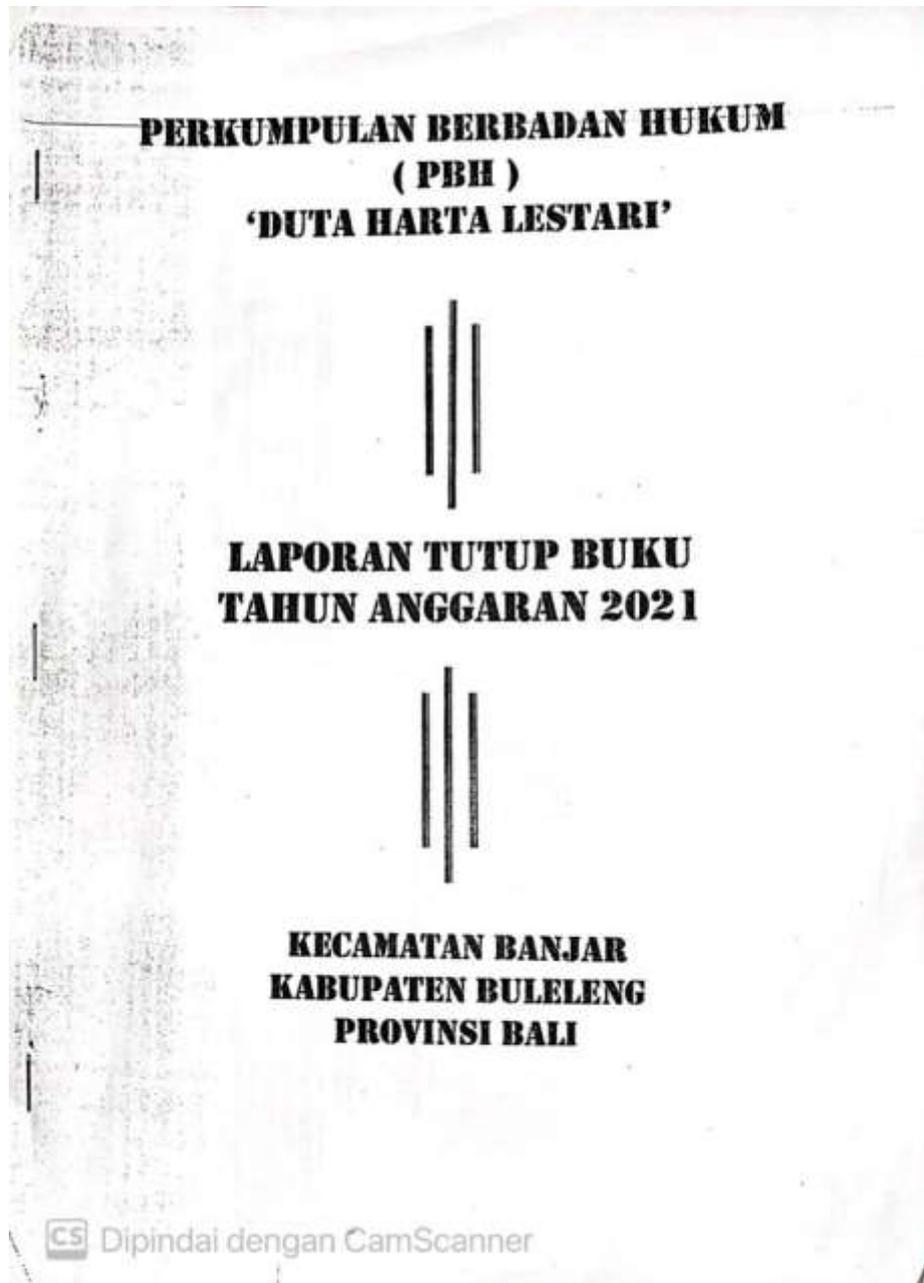 PERKUMPULAN BERBADAN HUKUM
( PBH )
‘DUTA HARTA LESTARI’
LAPORAN TUTUP BUKU
TAHUN ANGGARAN 2021
KECAMATAN BANJAR
KABUPATEN BULELENG
PROVINSI BALI
CS Dipindai dengan CamScanner